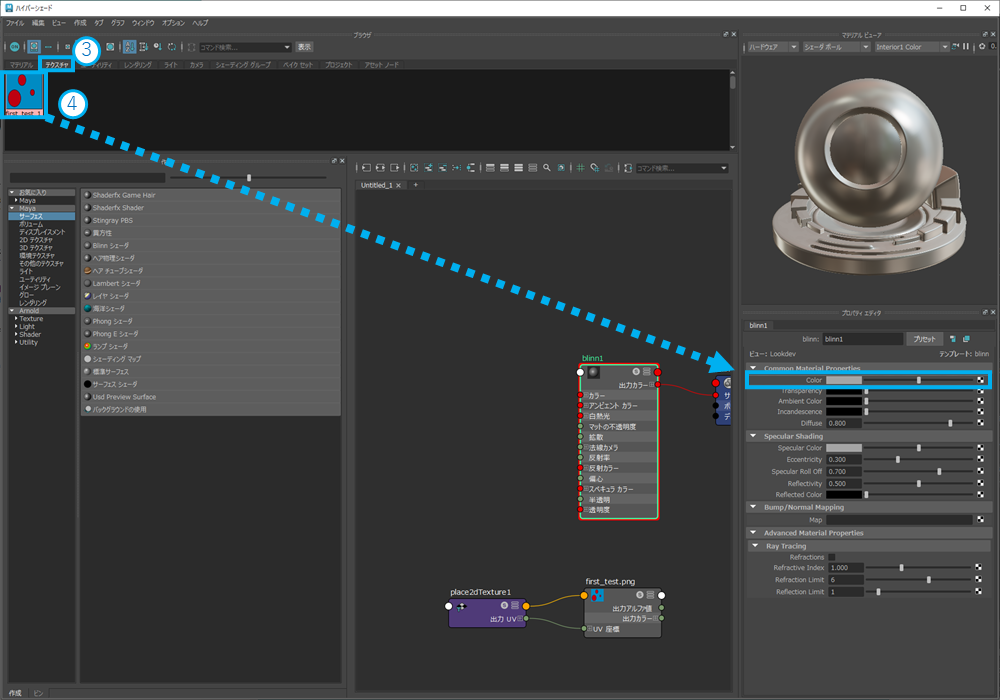 ハイパーシェード
ファイル 編集 ビュー 作成 タブ グラフ ウィンドウ オプション ヘルプ
ブラウザ
コマンド検索... 表示
3
マテリアル テクスチャ ユーティリティ レンダリング ライト カメラ シェーディング グループ ベイク セット プロジェクト アセット ノード
first_test_1
4
マテリアル ビューア
ハードウェア シェーダ ボール Interior1 Color
作成
お気に入り
Maya
Maya
サーフェス
ボリューム
ディスプレイスメント
2D テクスチャ
3D テクスチャ
環境テクスチャ
その他のテクスチャ
ライト
ユーティリティ
イメージ プレーン
グロー
レンダリング
Arnold
Texture
Light
Shader
Utility
Shaderfx Game Hair
Shaderfx Shader
Stingray PBS
異方性
Blinn シェーダ
ヘア物理シェーダ
ヘア チューブシェーダ
Lambert シェーダ
レイヤ シェーダ
海洋シェーダ
Phong シェーダ
Phong E シェーダ
ランプ シェーダ
シェーディング マップ
標準サーフェス
サーフェス シェーダ
Usd Preview Surface
バックグラウンドの使用
コマンド検索...
Untitled_1
blinn1
出力カラー
カラー
アンビエント カラー
白熱光
マットの不透明度
拡散
法線カメラ
反射率
反射カラー
偏心
スペキュラ カラー
半透明
透明度
place2dTexture1
出力 UV
first_test.png
出力アルファ値
出力カラー
UV 座標
プロパティ エディタ
blinn1
blinn: blinn1 プリセット
ビュー: Lookdev テンプレート: blinn
Common Material Properties
Color
Transparency
Ambient Color
Incandescence
Diffuse 0.800
Specular Shading
Specular Color
Eccentricity 0.300
Specular Roll Off 0.700
Reflectivity 0.500
Reflected Color
Bump/Normal Mapping
Map
Advanced Material Properties
Ray Tracing
Refractions
Refractive Index 1.000
Refraction Limit 6
Reflection Limit 1
作成